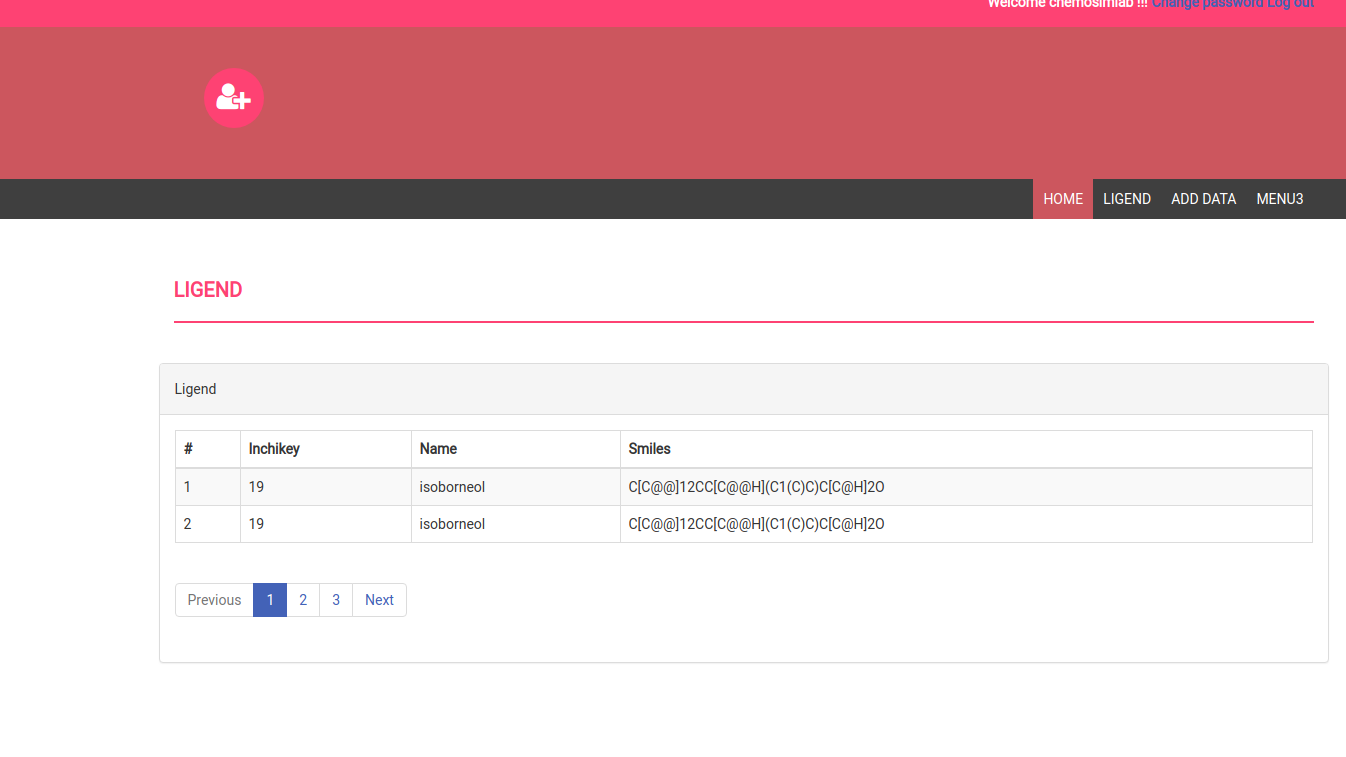 Welcome chemosimlab !!! Change password Log out
HOME LIGEND ADD DATA MENU3
LIGEND
Ligend
# Inchikey Name Smiles
1 19 isoborneol C[C@@]12CC[C@@H](C1(C)C)C[C@H]2O
2 19 isoborneol C[C@@]12CC[C@@H](C1(C)C)C[C@H]2O
Previous 1 2 3 Next